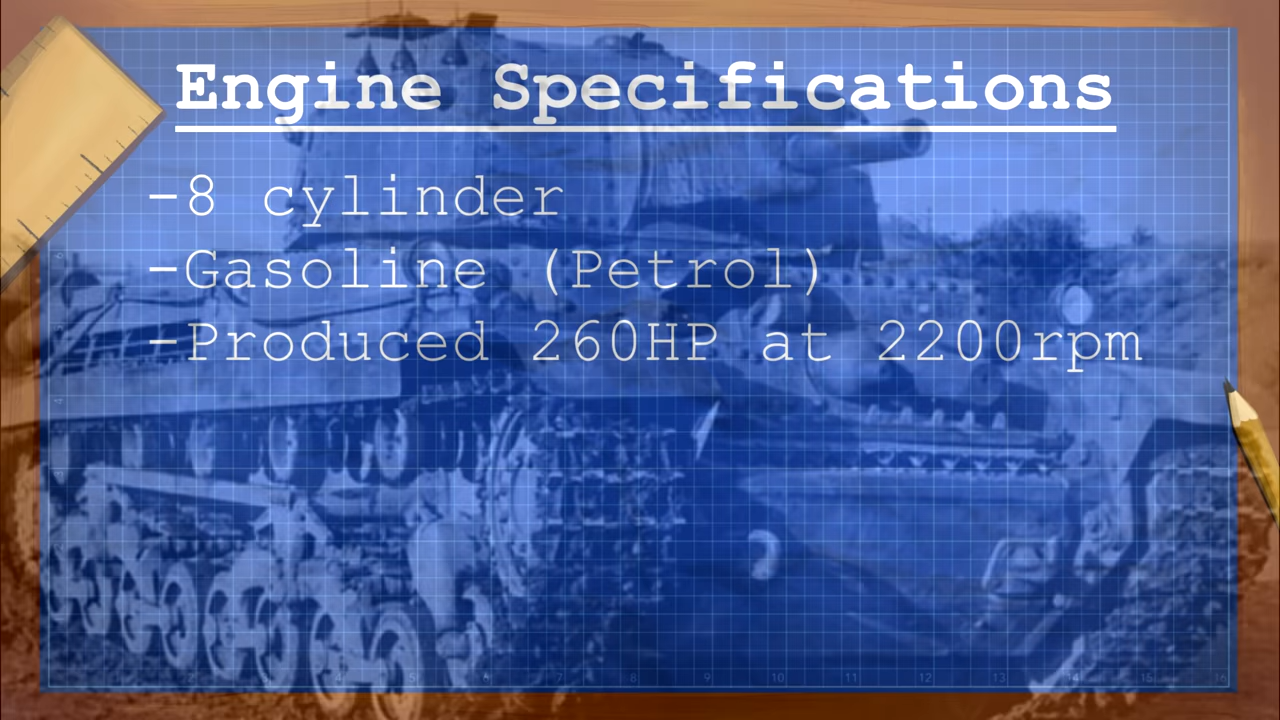 Engine Specifications
-8 cylinder
-Gasoline (Petrol)
-Produced 260HP at 2200rpm